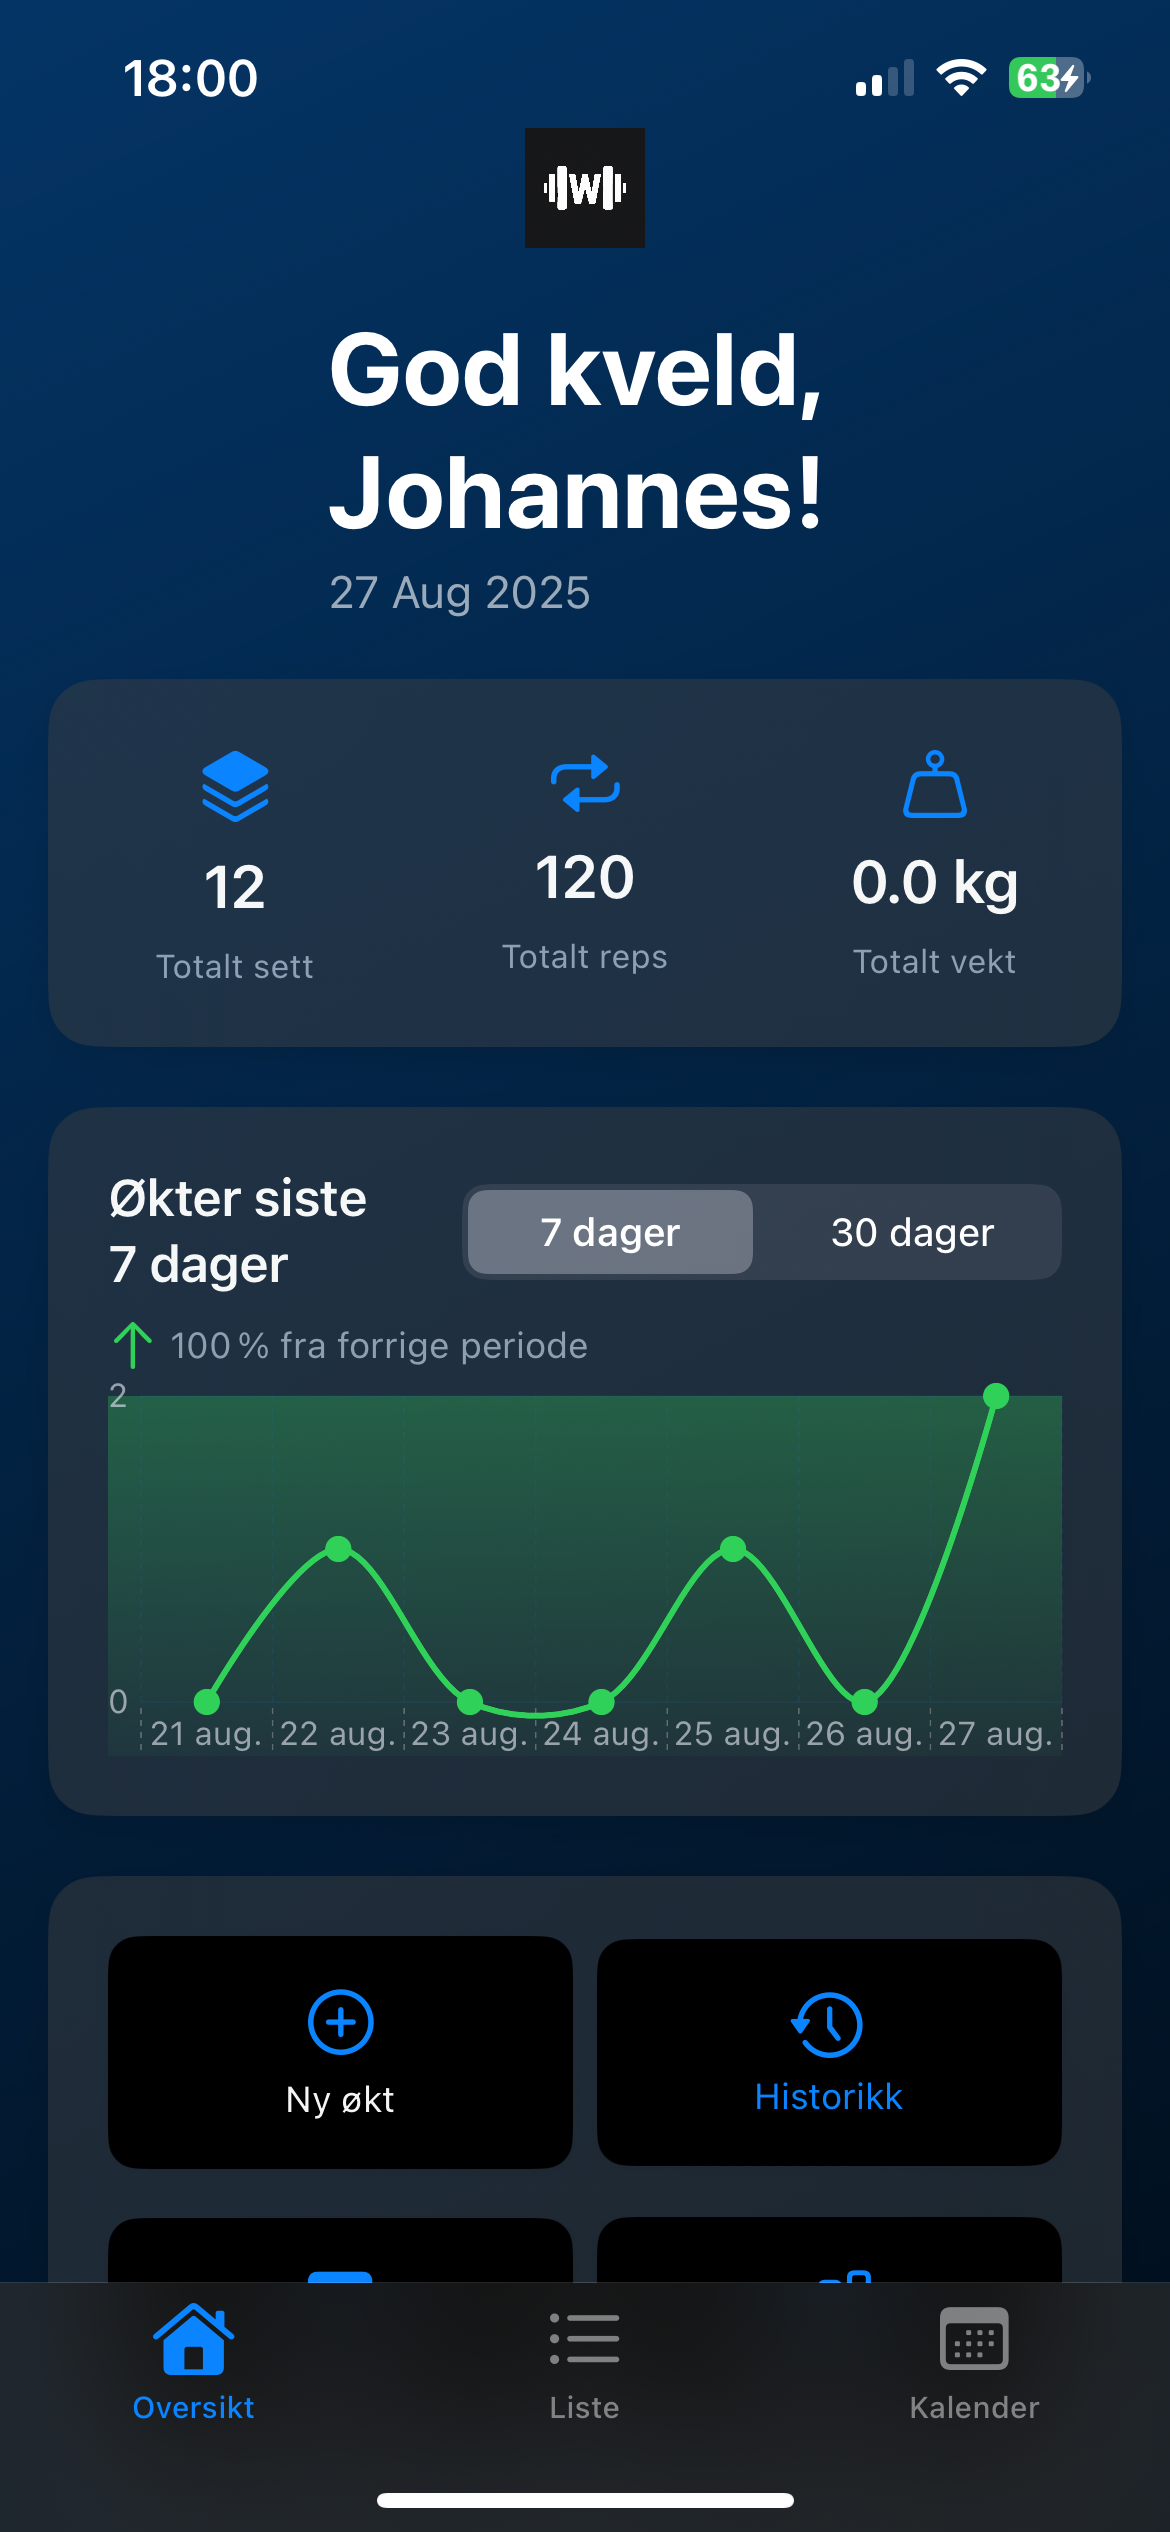 18:00
63
W
God kveld,
Johannes!
27 Aug 2025
12
120
0.0 kg
Totalt sett
Totalt reps
Totalt vekt
Økter siste
7 dager
7 dager
30 dager
100 % fra forrige periode
2
0
21 aug.
22 aug.
23 aug.
24 aug.
25 aug.
26 aug.
27 aug.
Ny økt
Historikk
Oversikt
Liste
Kalender